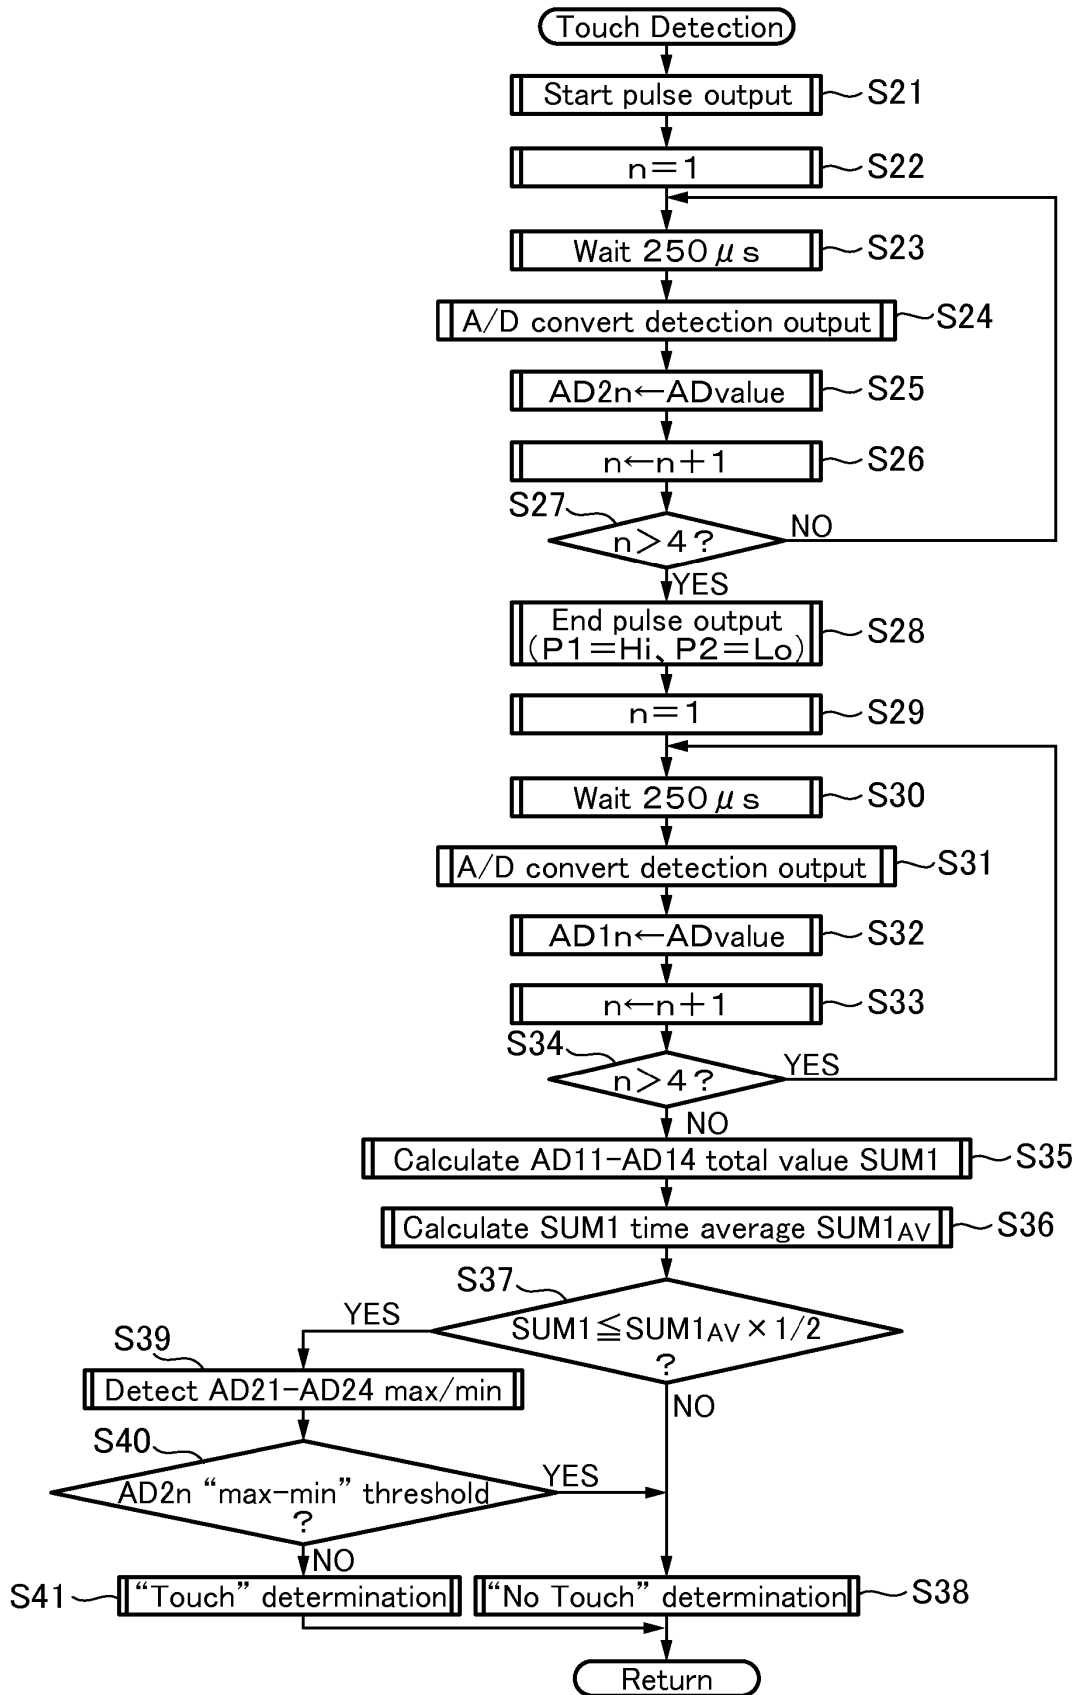 Touch Detection
Start pulse output
S21
n=1
S22
Wait 250μs
S23
A/D convert detection output
S24
AD2n←ADvalue
S25
n←n+1
S26
S27
n>4?
NO
YES
End pulse output
(P1=Hi、P2=Lo)
S28
n=1
S29
Wait 250μs
S30
A/D convert detection output
S31
AD1n←ADvalue
S32
n←n+1
S33
S34
n>4?
YES
NO
Calculate AD11-AD14 total value SUM1
S35
Calculate SUM1 time average SUM1AV
S36
S37
YES
SUM1≦SUM1AV×1/2
?
NO
S39
Detect AD21-AD24 max/min
S40
AD2n “max-min” threshold
?
YES
NO
S41
“Touch” determination
“No Touch” determination
S38
Return